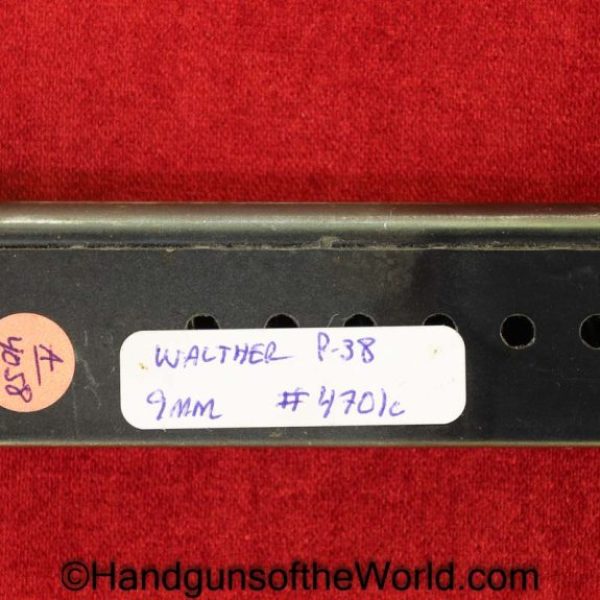 A
4058
WALTHER P-38
9MM #4701c
©HandgunsoftheWorld.com